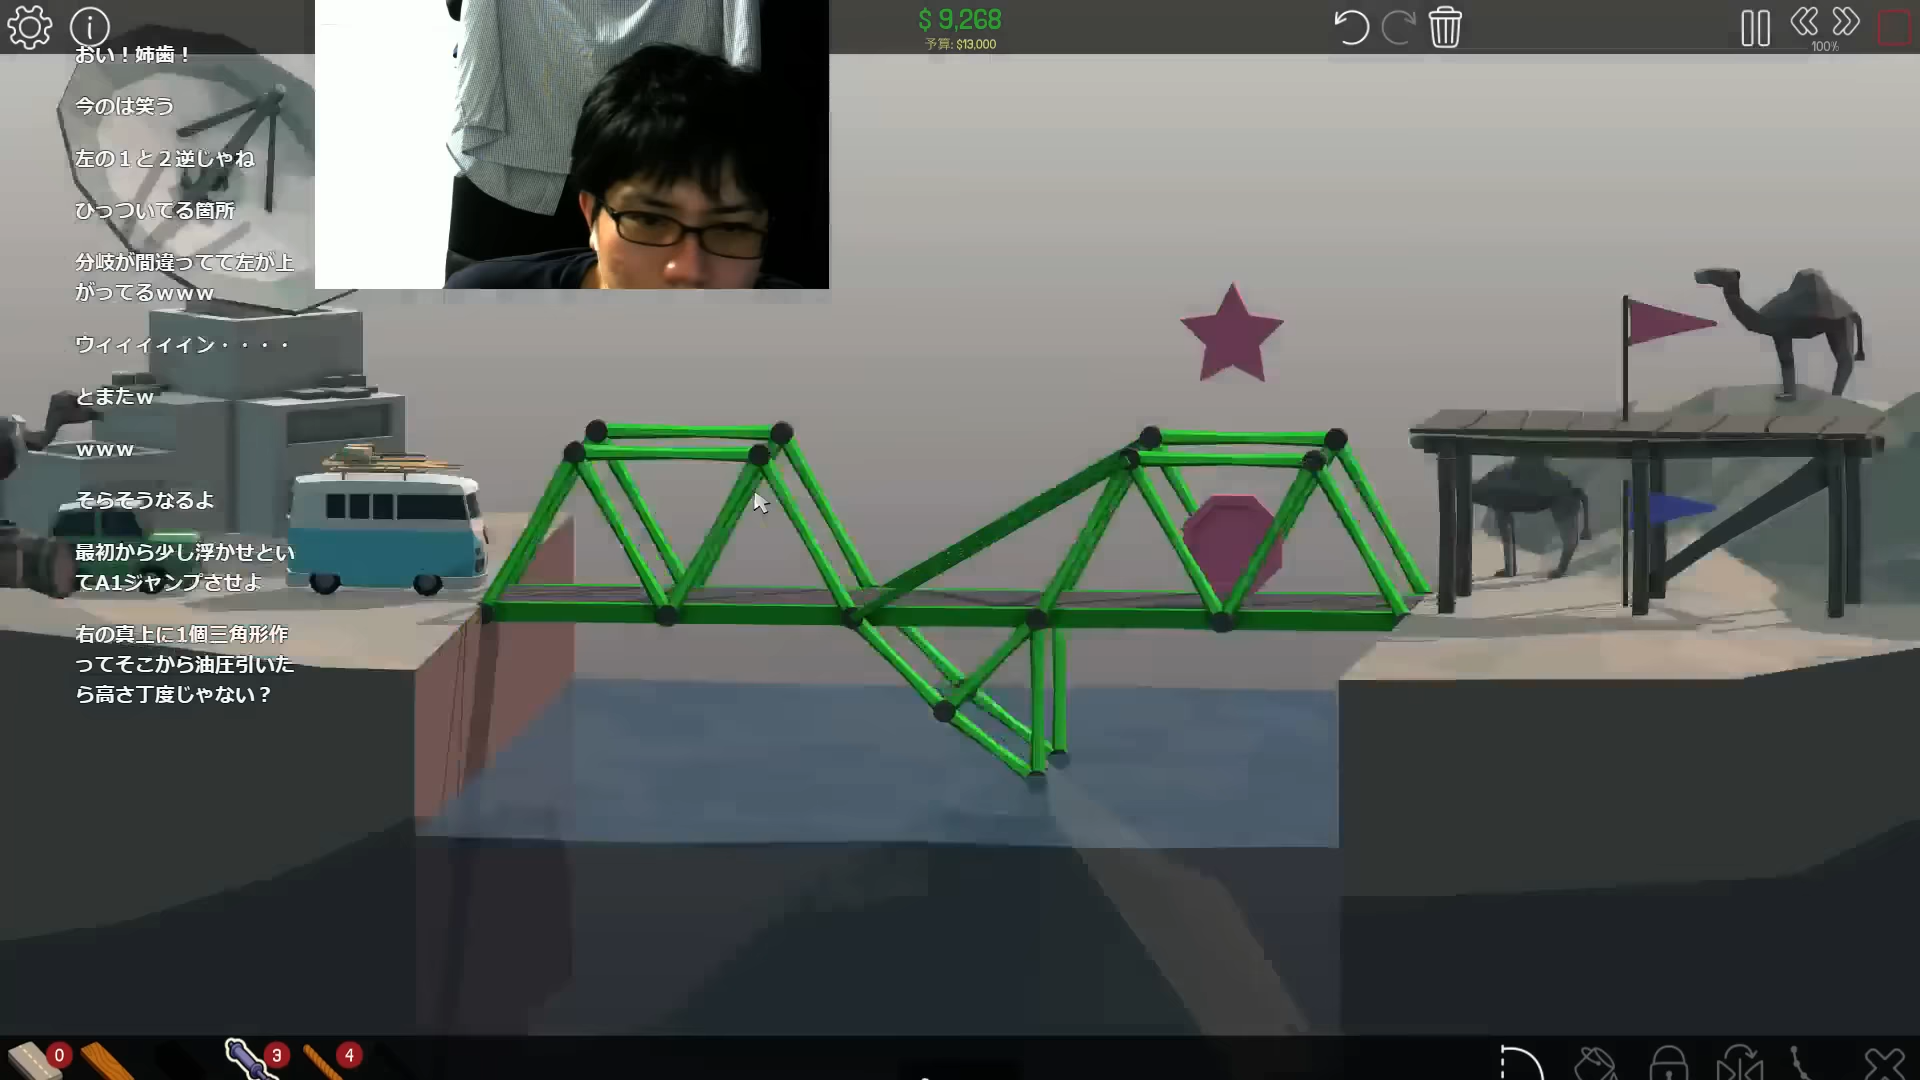 $ 9,268
予算: $13,000
100%
おい！姉歯！
今のは笑う
左の１と２逆じゃね
ひっついてる箇所
分岐が間違ってて左が上
がってるｗｗｗ
ウィィィィイン・・・・
とまたｗ
ｗｗｗ
そらそうなるよ
最初から少し浮かせとい
てA1ジャンプさせよ
右の真上に1個三角形作
ってそこから油圧引いた
ら高さ丁度じゃない？
0
3
4